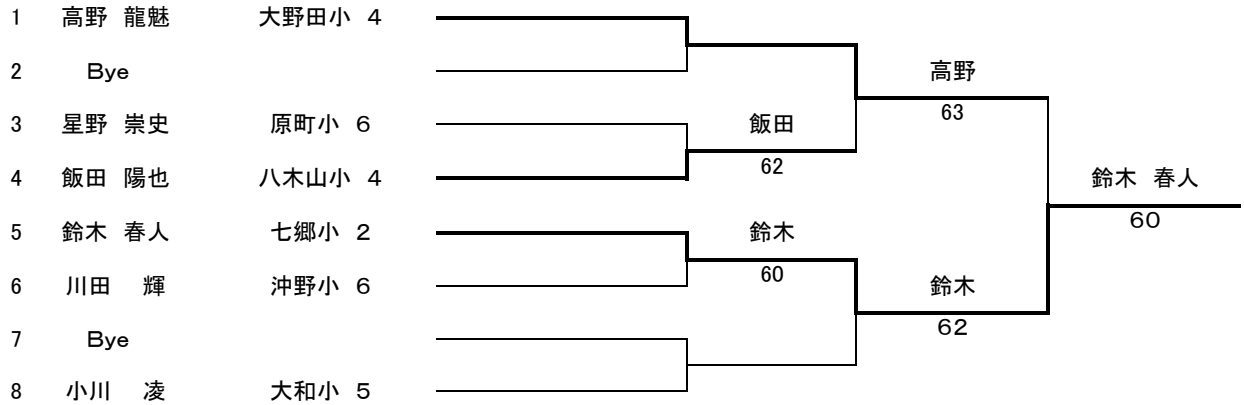 1 高野 龍魅 大野田小 4
2 Bye
高野
63
3 星野 崇史 原町小 6
飯田
62
4 飯田 陽也 八木山小 4
鈴木 春人
60
5 鈴木 春人 七郷小 2
鈴木
60
6 川田 輝 沖野小 6
鈴木
62
7 Bye
8 小川 凌 大和小 5